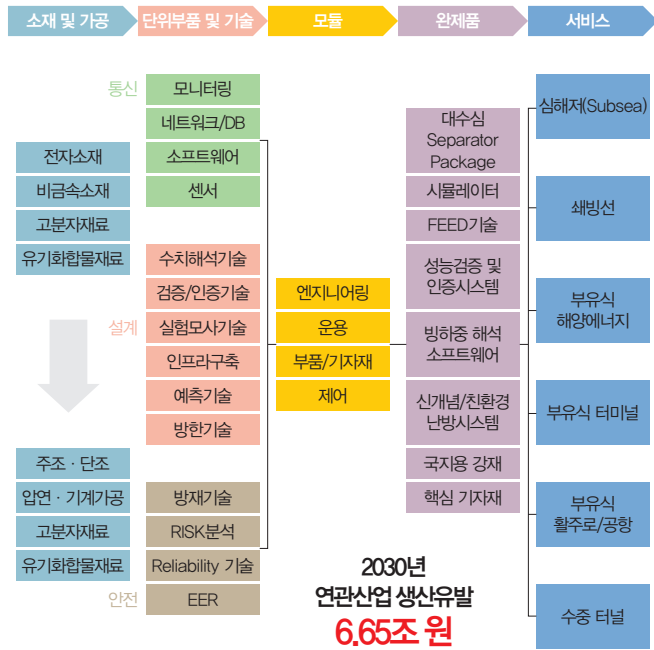 소재 및 가공
단위부품 및 기술
모듈
완제품
서비스
전자소재
비금속소재
고분자재료
유기화합물재료
주조 · 단조
압연 · 기계가공
고분자재료
유기화합물재료
통신
모니터링
네트워크/DB
소프트웨어
센서
수치해석기술
검증/인증기술
설계
실험모사기술
인프라구축
예측기술
방한기술
방재기술
RISK분석
Reliability 기술
안전
EER
엔지니어링
운용
부품/기자재
제어
대수심
Separator
Package
시뮬레이터
FEED기술
성능검증 및
인증시스템
빙하중 해석
소프트웨어
신개념/친환경
난방시스템
국지용 강재
핵심 기자재
심해저(Subsea)
쇄빙선
부유식
해양에너지
부유식 터미널
부유식
활주로/공항
수중 터널
2030년
연관산업 생산유발
6.65조 원